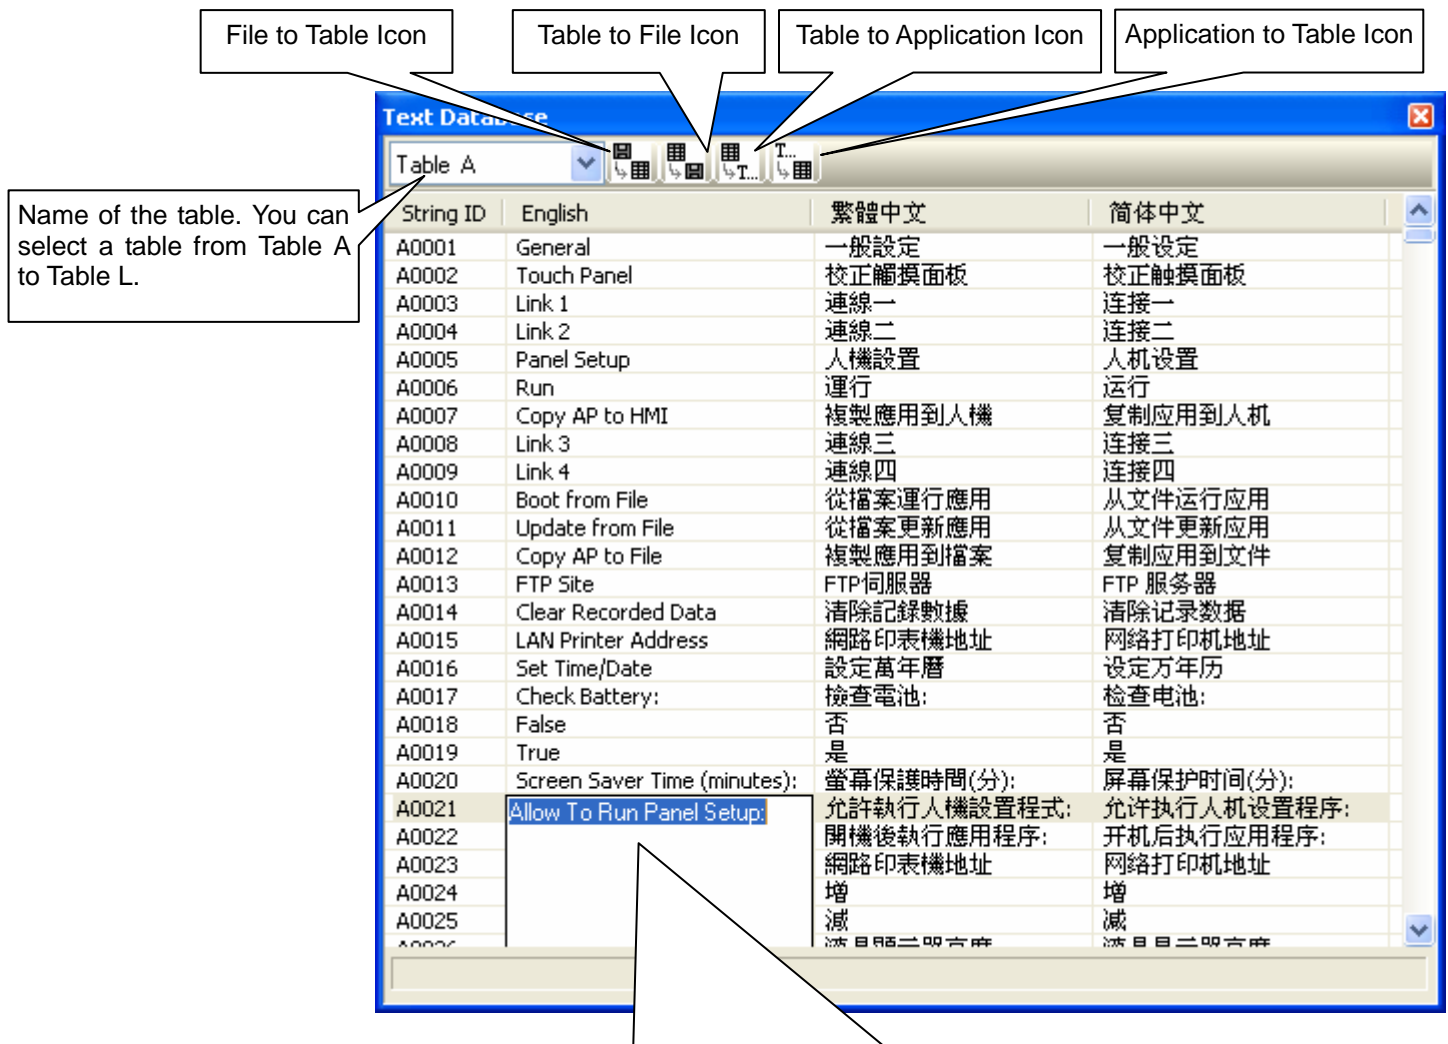 File to Table Icon
Table to File Icon
Table to Application Icon
Application to Table Icon
Text Database
Table A
T...
T...
Name of the table. You can
select a table from Table A
to Table L.
String ID English 繁體中文 简体中文
A0001 General 一般設定 一般设定
A0002 Touch Panel 校正觸摸面板 校正触摸面板
A0003 Link 1 連線一 连接一
A0004 Link 2 連線二 连接二
A0005 Panel Setup 人機設置 人机设置
A0006 Run 運行 运行
A0007 Copy AP to HMI 複製應用到人機 复制应用到人机
A0008 Link 3 連線三 连接三
A0009 Link 4 連線四 连接四
A0010 Boot from File 從檔案運行應用 从文件运行应用
A0011 Update from File 從檔案更新應用 从文件更新应用
A0012 Copy AP to File 複製應用到檔案 复制应用到文件
A0013 FTP Site FTP伺服器 FTP 服务器
A0014 Clear Recorded Data 清除記錄數據 清除记录数据
A0015 LAN Printer Address 網路印表機地址 网络打印机地址
A0016 Set Time/Date 設定萬年曆 设定万年历
A0017 Check Battery: 檢查電池: 检查电池:
A0018 False 否 否
A0019 True 是 是
A0020 Screen Saver Time (minutes): 螢幕保護時間(分): 屏幕保护时间(分):
A0021 Allow To Run Panel Setup: 允許執行人機設置程式: 允许执行人机设置程序:
A0022 開機後執行應用程序: 开机后执行应用程序:
A0023 網路印表機地址 网络打印机地址
A0024 增 增
A0025 減 减